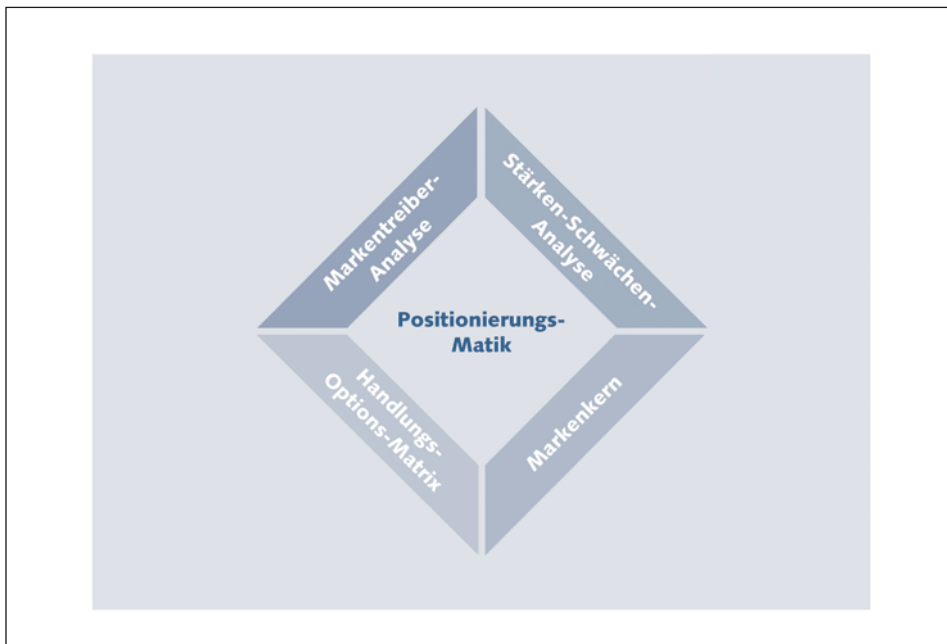 Markentreiber-
Analyse
Stärken-Schwächen-
Analyse
Positionierungs-
Matik
Handlungs-
Options-Matrix
Markenkern